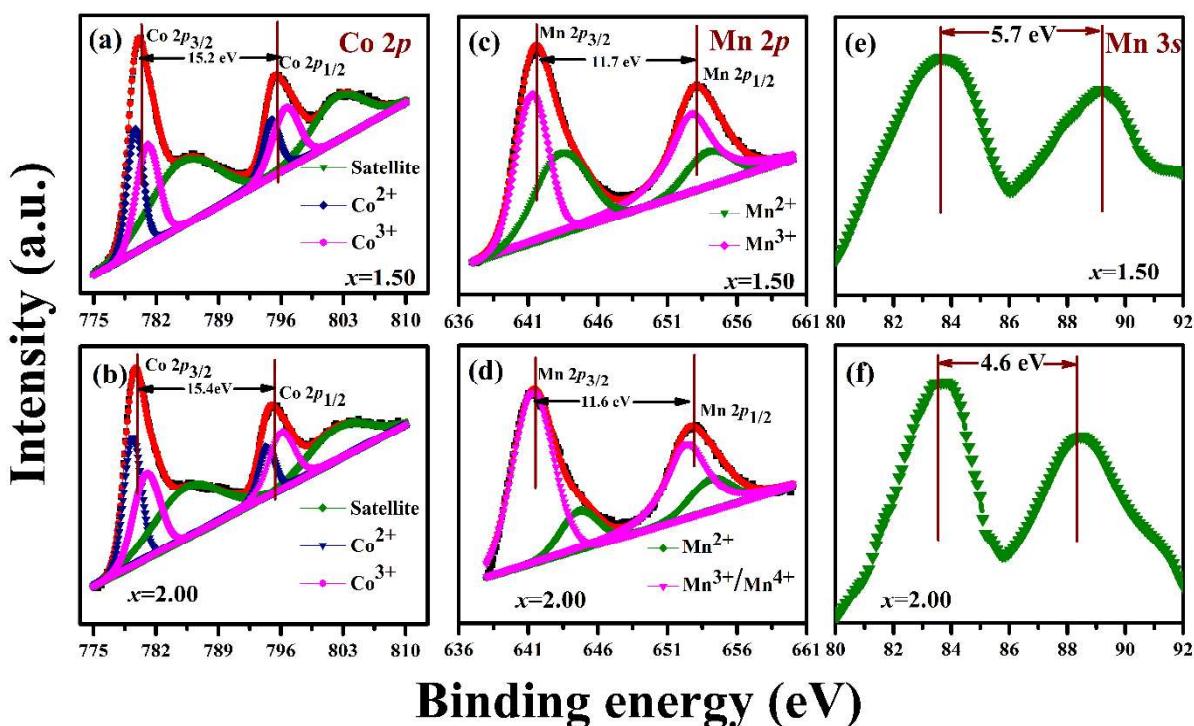 Intensity (a.u.)
(a)
Co 2p
Co 2p3/2
15.2 eV
Co 2p1/2
Satellite
Co2+
Co3+
x=1.50
775 782 789 796 803 810
(c)
Mn 2p
Mn 2p3/2
11.7 eV
Mn 2p1/2
Mn2+
Mn3+
x=1.50
636 641 646 651 656 661
(e)
5.7 eV
Mn 3s
x=1.50
80 82 84 86 88 90 92
(b)
Co 2p3/2
15.4eV
Co 2p1/2
Satellite
Co2+
Co3+
x=2.00
775 782 789 796 803 810
(d)
Mn 2p3/2
11.6 eV
Mn 2p1/2
Mn2+
Mn3+/Mn4+
x=2.00
636 641 646 651 656 661
(f)
4.6 eV
x=2.00
80 82 84 86 88 90 92
Binding energy (eV)